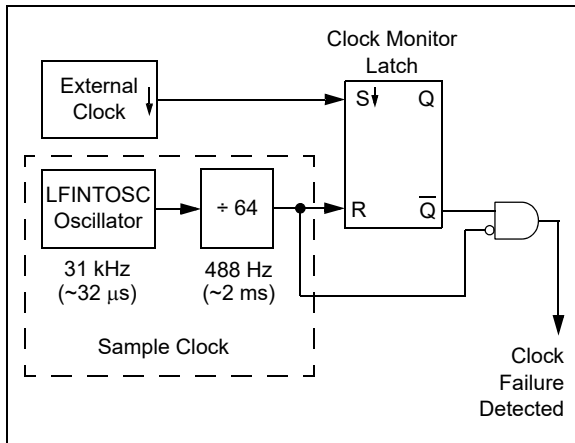 Clock Monitor
Latch
External
Clock
S
Q
LFINTOSC
Oscillator
÷ 64
R
Q̅
31 kHz
(~32 μs)
488 Hz
(~2 ms)
Sample Clock
Clock
Failure
Detected